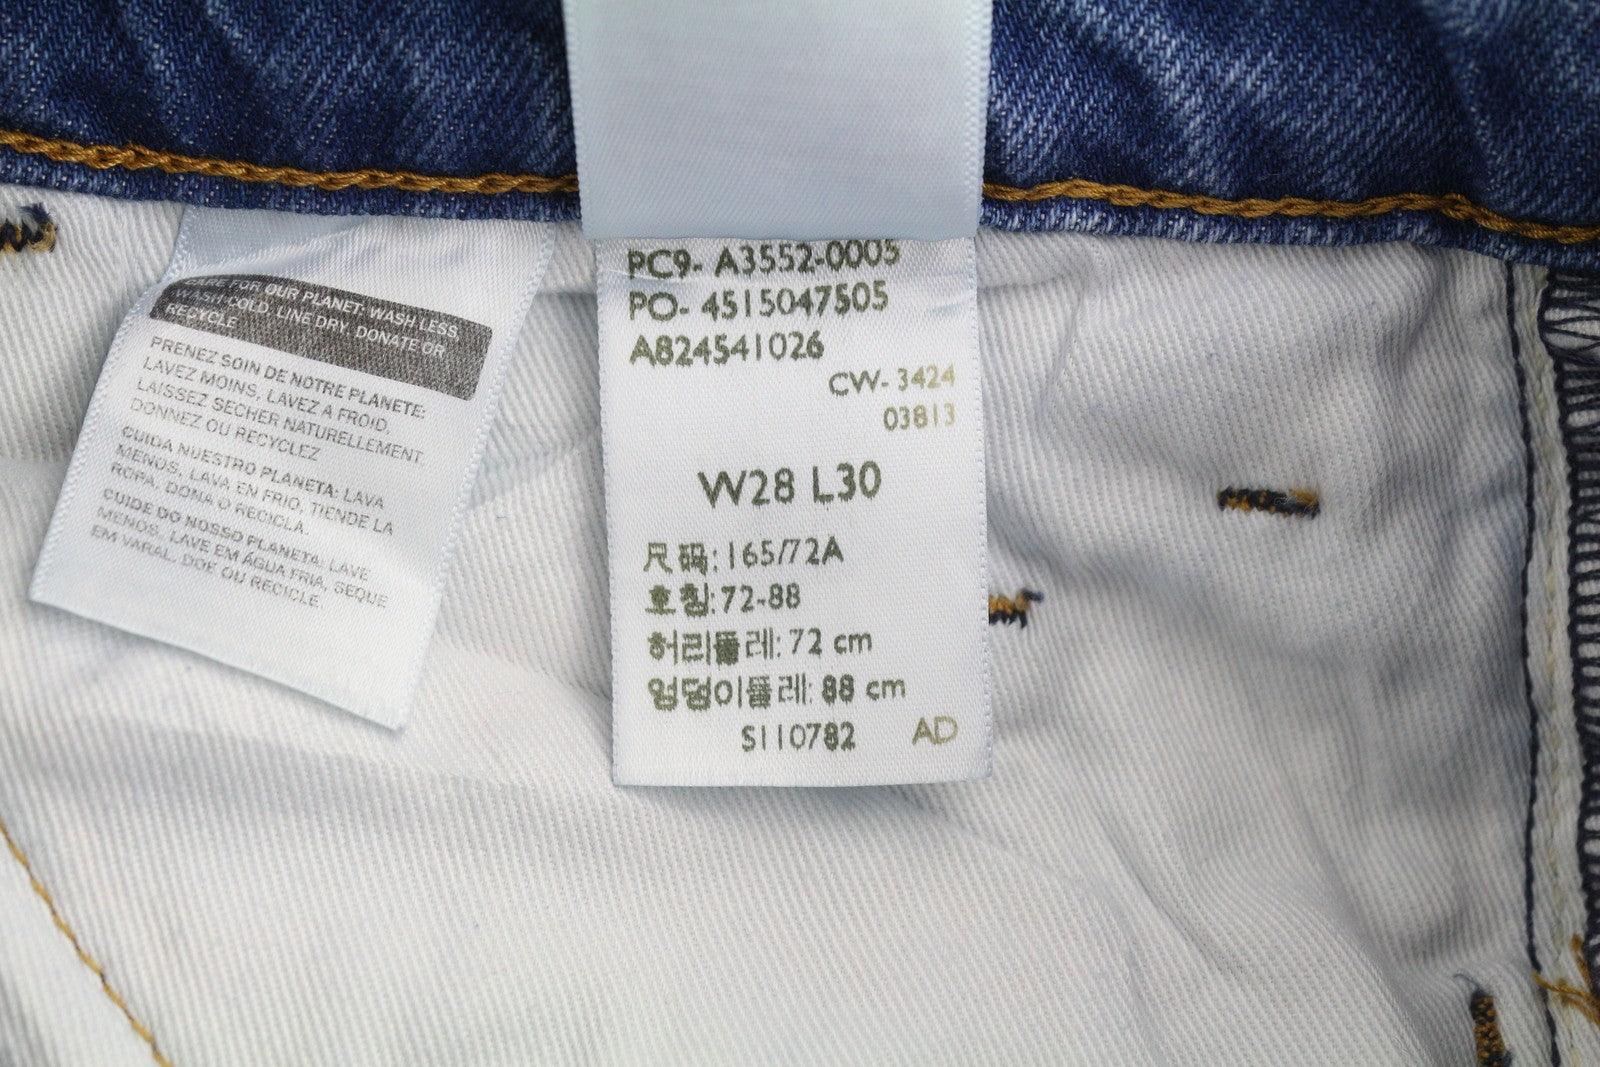 FOR OUR PLANET: WASH LESS,
WASH COLD, LINE DRY, DONATE OR
RECYCLE
PRENEZ SOIN DE NOTRE PLANETE:
LAVEZ MOINS, LAVEZ A FROID,
LAISSEZ SECHER NATURELLEMENT,
DONNEZ OU RECYCLEZ
CUIDA NUESTRO PLANETA: LAVA
MENOS, LAVA EN FRIO, TIENDE LA
ROPA, DONA O RECICLA.
CUIDE DO NOSSO PLANETA: LAVE
MENOS, LAVE EM ÁGUA FRIA, SEQUE
EM VARAL, DOE OU RECICLE
PC9- A3552-0005
PO- 4515047505
A824541026
CW- 3424
03813
W28 L30
尺码: 165/72A
호칭: 72-88
허리둘레: 72 cm
엉덩이둘레: 88 cm
S110782 AD